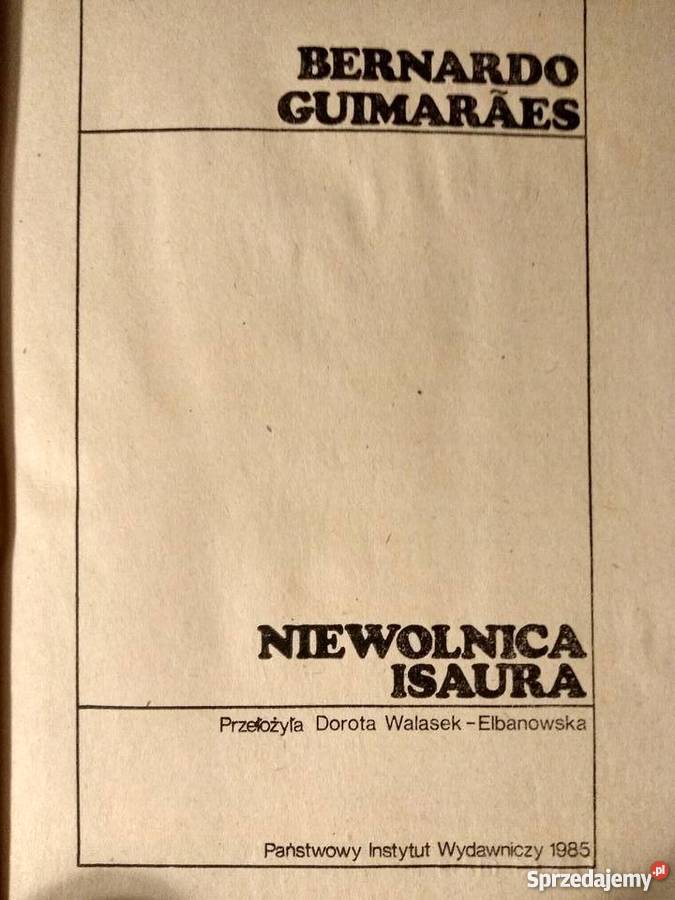 BERNARDO
GUIMARÃES
NIEWOLNICA
ISAURA
Przełożyła Dorota Walasek-Elbanowska
Państwowy Instytut Wydawniczy 1985
Sprzedajemy.pl